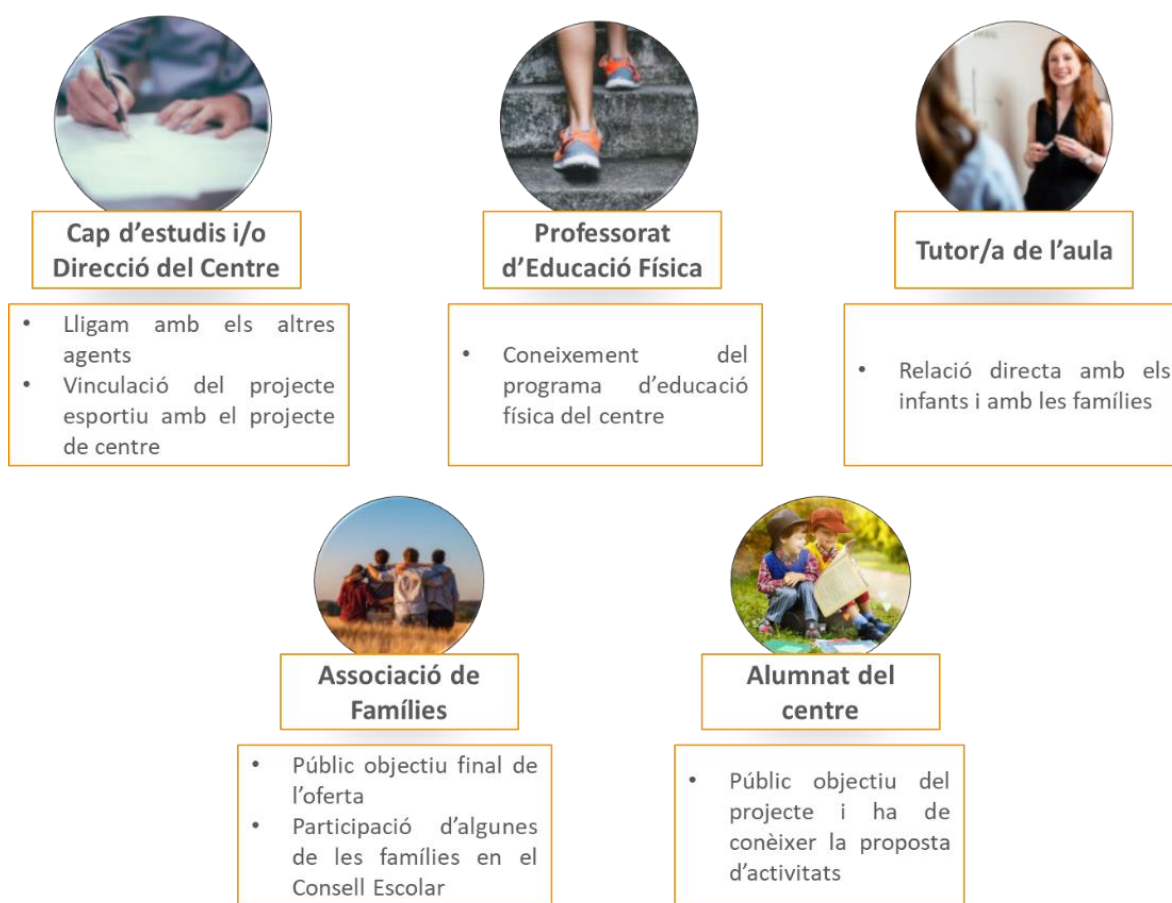 Cap d'estudis i/o
Direcció del Centre
• Lligam amb els altres
agents
• Vinculació del projecte
esportiu amb el projecte
de centre
Professorat
d'Educació Física
• Coneixement del
programa d'educació
física del centre
Tutor/a de l'aula
• Relació directa amb els
infants i amb les famílies
Associació de
Famílies
• Públic objectiu final de
l'oferta
• Participació d'algunes
de les famílies en el
Consell Escolar
Alumnat del
centre
• Públic objectiu del
projecte i ha de
conèixer la proposta
d'activitats